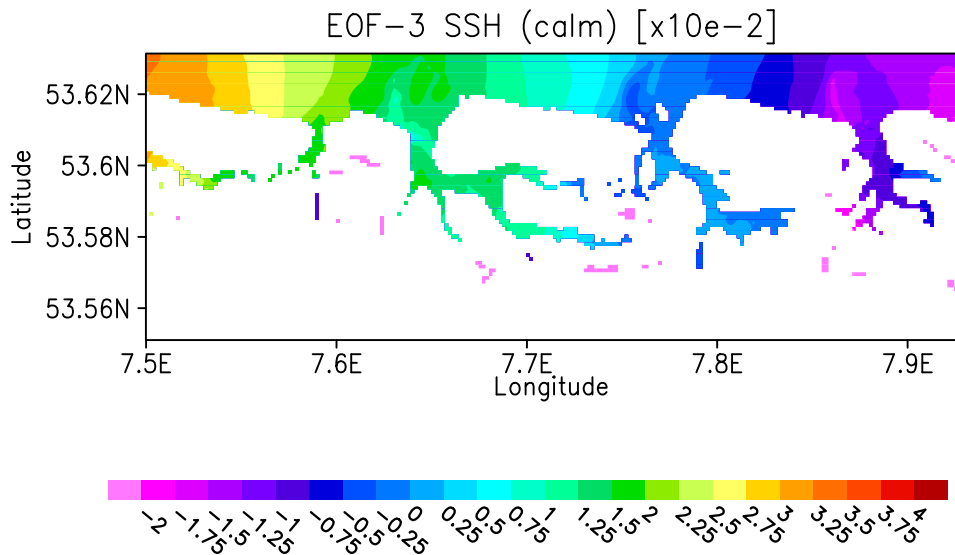 EOF-3 SSH (calm) [x10e-2]
53.62N
53.6N
53.58N
53.56N
Latitude
7.5E 7.6E 7.7E 7.8E 7.9E
Longitude
-2 -1.75 -1.5 -1.25 -1 -0.75 -0.5 -0.25 0 0.25 0.5 0.75 1 1.25 1.5 2 2.25 2.5 2.75 3 3.25 3.5 3.75 4